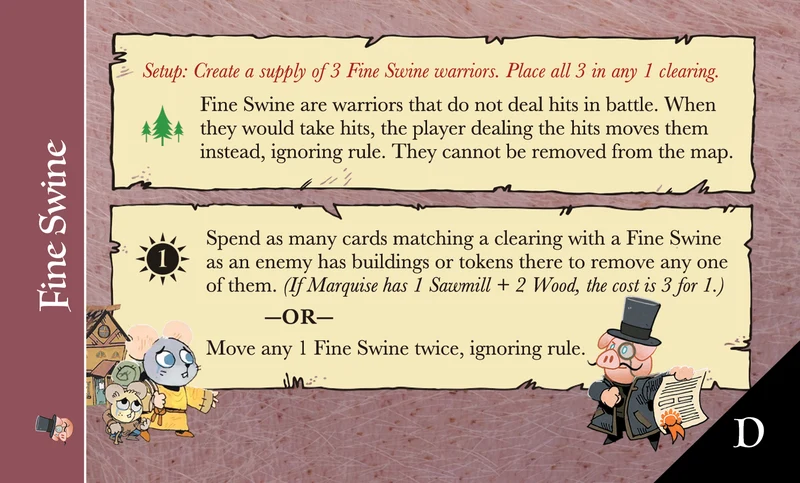 Fine Swine
Setup: Create a supply of 3 Fine Swine warriors. Place all 3 in any 1 clearing.
Fine Swine are warriors that do not deal hits in battle. When
they would take hits, the player dealing the hits moves them
instead, ignoring rule. They cannot be removed from the map.
1
Spend as many cards matching a clearing with a Fine Swine
as an enemy has buildings or tokens there to remove any one
of them. (If Marquise has 1 Sawmill + 2 Wood, the cost is 3 for 1.)
—OR—
Move any 1 Fine Swine twice, ignoring rule.
D